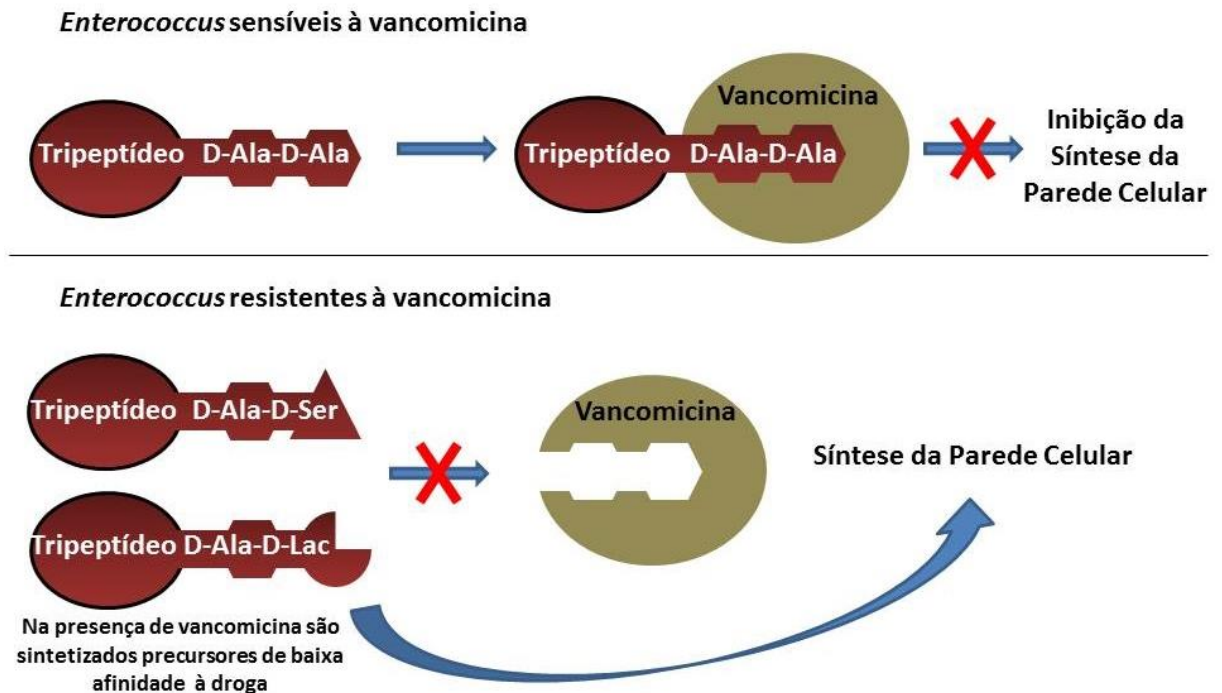 Enterococcus sensíveis à vancomicina
Tripeptídeo D-Ala-D-Ala
Vancomicina
Tripeptídeo D-Ala-D-Ala
Inibição da
Síntese da
Parede Celular
Enterococcus resistentes à vancomicina
Tripeptídeo D-Ala-D-Ser
Tripeptídeo D-Ala-D-Lac
Vancomicina
Síntese da Parede Celular
Na presença de vancomicina são
sintetizados precursores de baixa
afinidade à droga